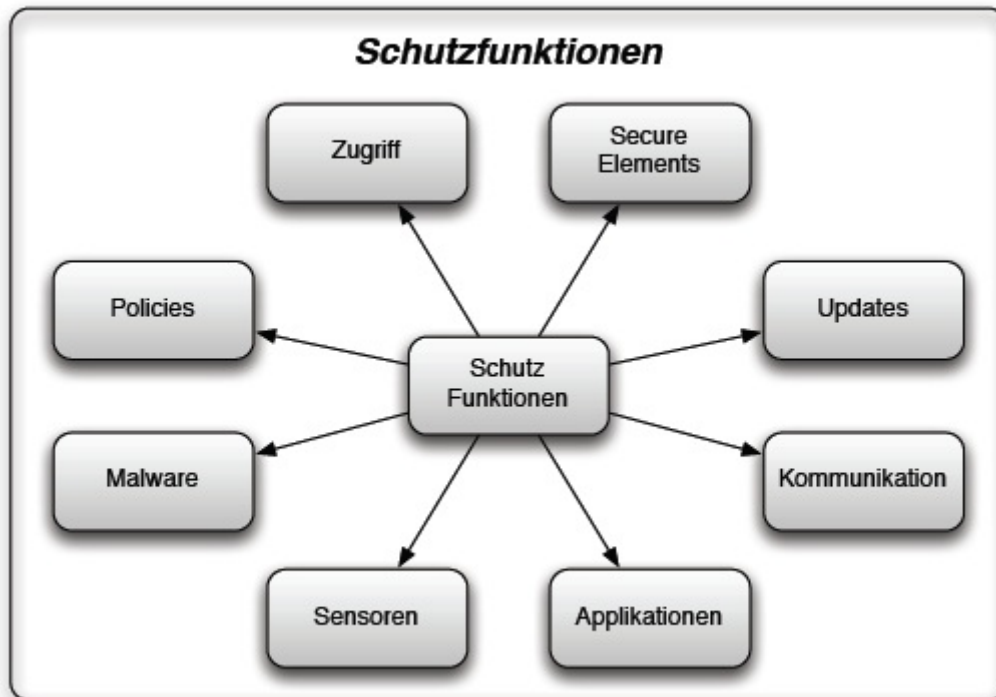 Schutzfunktionen
Zugriff
Secure
Elements
Policies
Updates
Schutz
Funktionen
Malware
Kommunikation
Sensoren
Applikationen